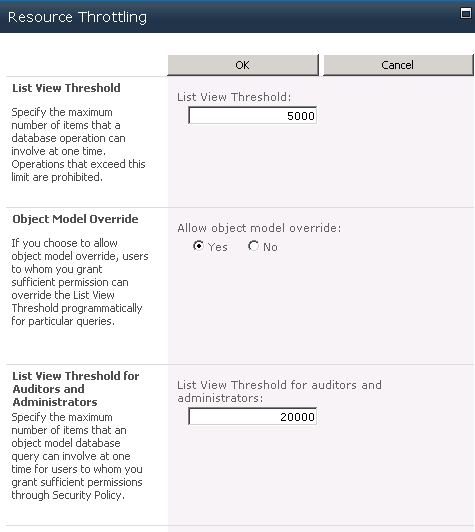 Resource Throttling
OK
Cancel
List View Threshold
Specify the maximum
number of items that a
database operation can
involve at one time.
Operations that exceed this
limit are prohibited.
List View Threshold:
5000
Object Model Override
If you choose to allow
object model override, users
to whom you grant
sufficient permission can
override the List View
Threshold programmatically
for particular queries.
Allow object model override:
Yes No
List View Threshold for
Auditors and
Administrators
Specify the maximum
number of items that an
object model database
query can involve at one
time for users to whom you
grant sufficient permissions
through Security Policy.
List View Threshold for auditors and
administrators:
20000